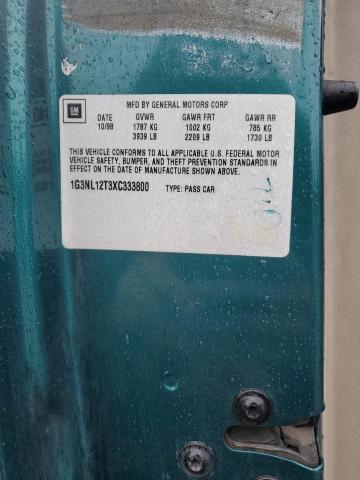 GM
MFD BY GENERAL MOTORS CORP
DATE GVWR GAWR FRT GAWR RR
10/98 1787 KG 1002 KG 785 KG
3939 LB 2209 LB 1730 LB
THIS VEHICLE CONFORMS TO ALL APPLICABLE U.S. FEDERAL MOTOR
VEHICLE SAFETY, BUMPER, AND THEFT PREVENTION STANDARDS IN
EFFECT ON THE DATE OF MANUFACTURE SHOWN ABOVE.
1G3NL12T3XC333800 TYPE: PASS CAR